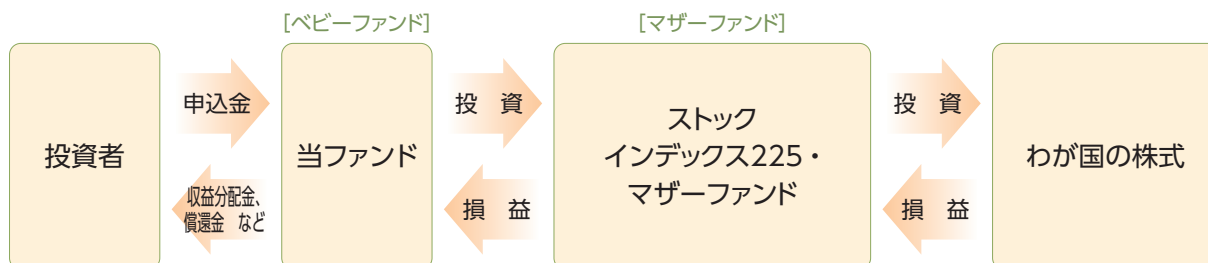 [ベビーファンド]
[マザーファンド]
投資者
申込金
収益分配金、
償還金 など
当ファンド
投 資
損 益
ストック
インデックス225・
マザーファンド
投 資
損 益
わが国の株式